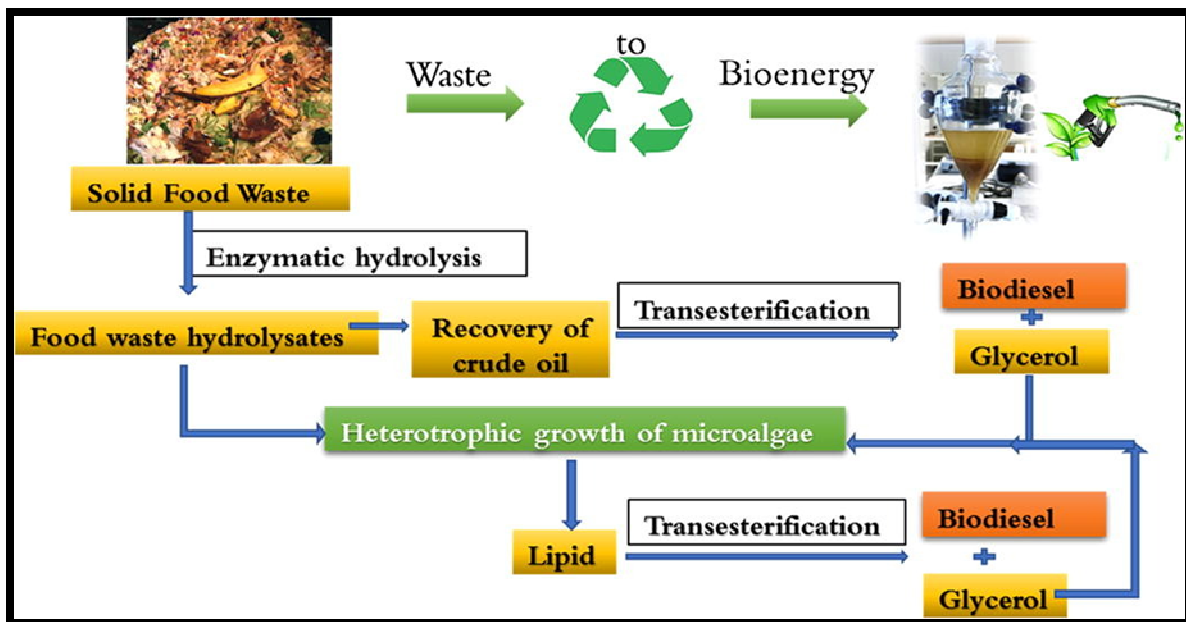 Waste
to
Bioenergy
Solid Food Waste
Enzymatic hydrolysis
Food waste hydrolysates
Recovery of
crude oil
Transesterification
Biodiesel
+
Glycerol
Heterotrophic growth of microalgae
Lipid
Transesterification
Biodiesel
+
Glycerol